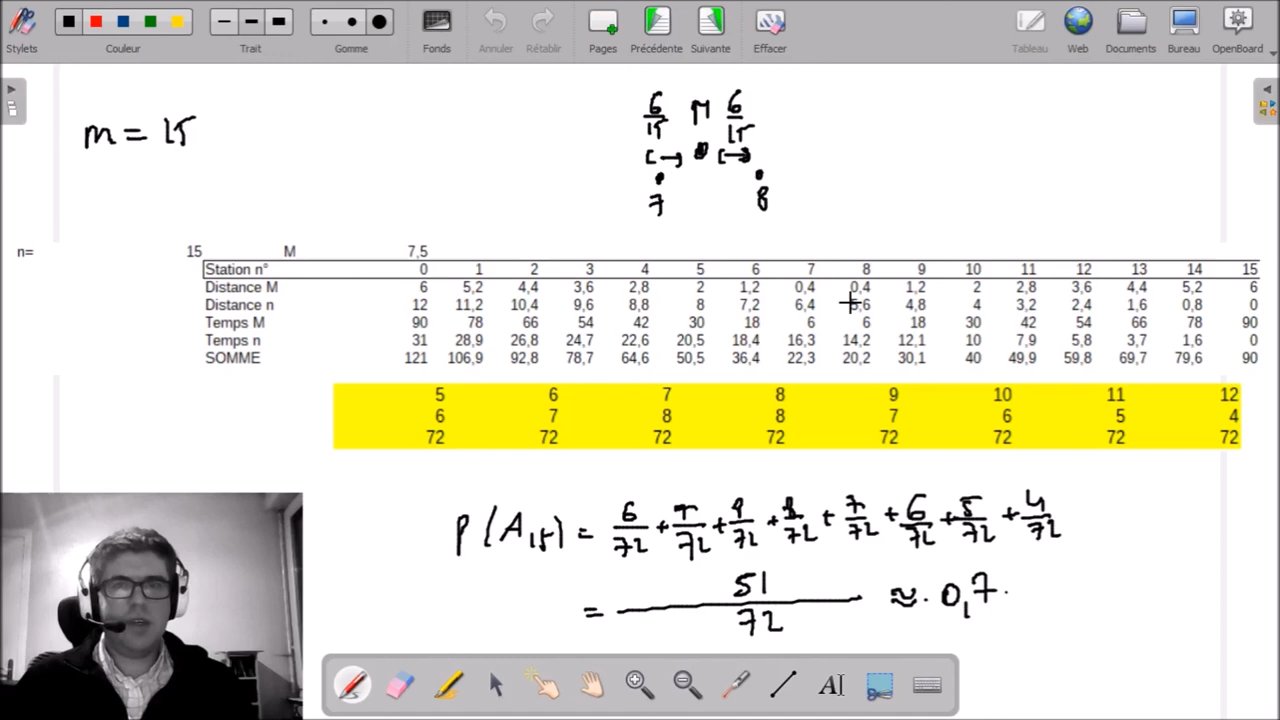 Stylets Couleur Trait Gomme Fonds Annuler Rétablir Pages Précédente Suivante Effacer Tableau Web Documents Bureau OpenBoard
m = 15
6/15 M 6/15
7 8
n= 15 M 7,5
Station n° 0 1 2 3 4 5 6 7 8 9 10 11 12 13 14 15
Distance M 6 5,2 4,4 3,6 2,8 2 1,2 0,4 0,4 1,2 2 2,8 3,6 4,4 5,2 6
Distance n 12 11,2 10,4 9,6 8,8 8 7,2 6,4 5,6 4,8 4 3,2 2,4 1,6 0,8 0
Temps M 90 78 66 54 42 30 18 6 6 18 30 42 54 66 78 90
Temps n 31 28,9 26,8 24,7 22,6 20,5 18,4 16,3 14,2 12,1 10 7,9 5,8 3,7 1,6 0
SOMME 121 106,9 92,8 78,7 64,6 50,5 36,4 22,3 20,2 30,1 40 49,9 59,8 69,7 79,6 90
5 6 7 8 9 10 11 12
6 7 8 8 7 6 5 4
72 72 72 72 72 72 72 72
P(A15) = 6/72 + 7/72 + 8/72 + 8/72 + 7/72 + 6/72 + 5/72 + 4/72
= 51/72 ≈ 0,7
AI